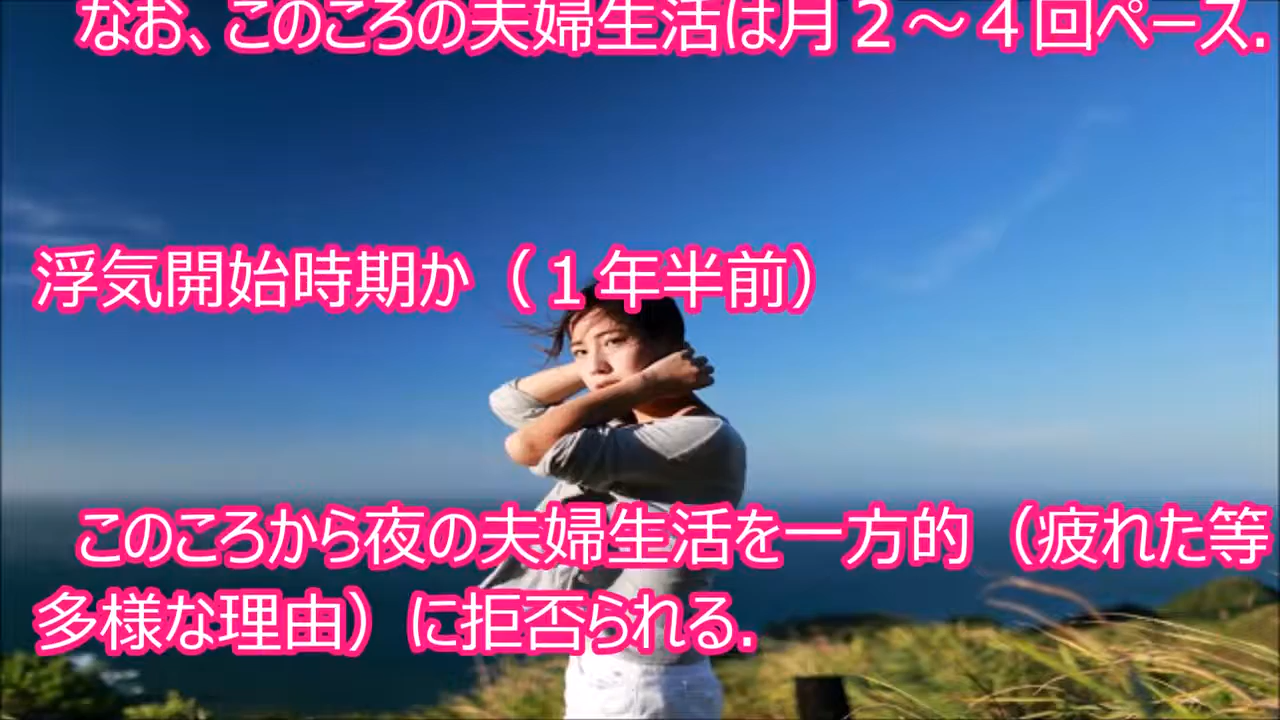 なお、このころの夫婦生活は月２～４回ペース.
浮気開始時期か（１年半前）
このころから夜の夫婦生活を一方的（疲れた等
多様な理由）に拒否られる.